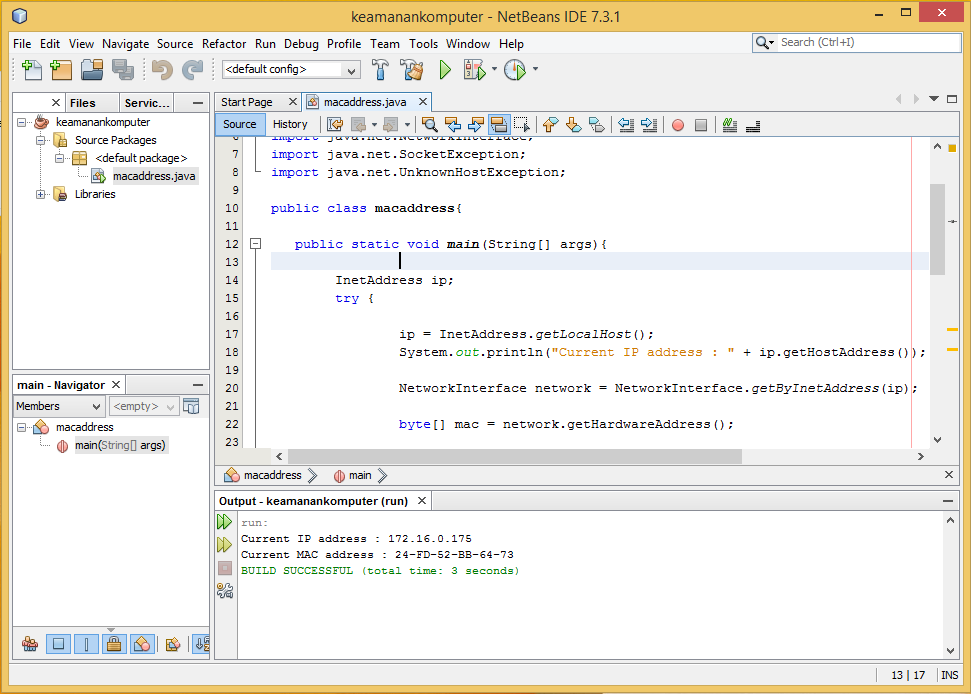 keamanankomputer - NetBeans IDE 7.3.1
File Edit View Navigate Source Refactor Run Debug Profile Team Tools Window Help
Search (Ctrl+I)
<default config>
Files Servic...
Start Page macaddress.java
keamanankomputer
Source Packages
<default package>
macaddress.java
Libraries
Source History
6 import java.net.NetworkInterface;
7 import java.net.SocketException;
8 import java.net.UnknownHostException;
9
10 public class macaddress{
11
12 public static void main(String[] args){
13
14 InetAddress ip;
15 try {
16
17 ip = InetAddress.getLocalHost();
18 System.out.println("Current IP address : " + ip.getHostAddress());
19
20 NetworkInterface network = NetworkInterface.getByInetAddress(ip);
21
22 byte[] mac = network.getHardwareAddress();
23
macaddress main
main - Navigator
Members <empty>
macaddress
main(String[] args)
Output - keamanankomputer (run)
run:
Current IP address : 172.16.0.175
Current MAC address : 24-FD-52-BB-64-73
BUILD SUCCESSFUL (total time: 3 seconds)
13 | 17 INS